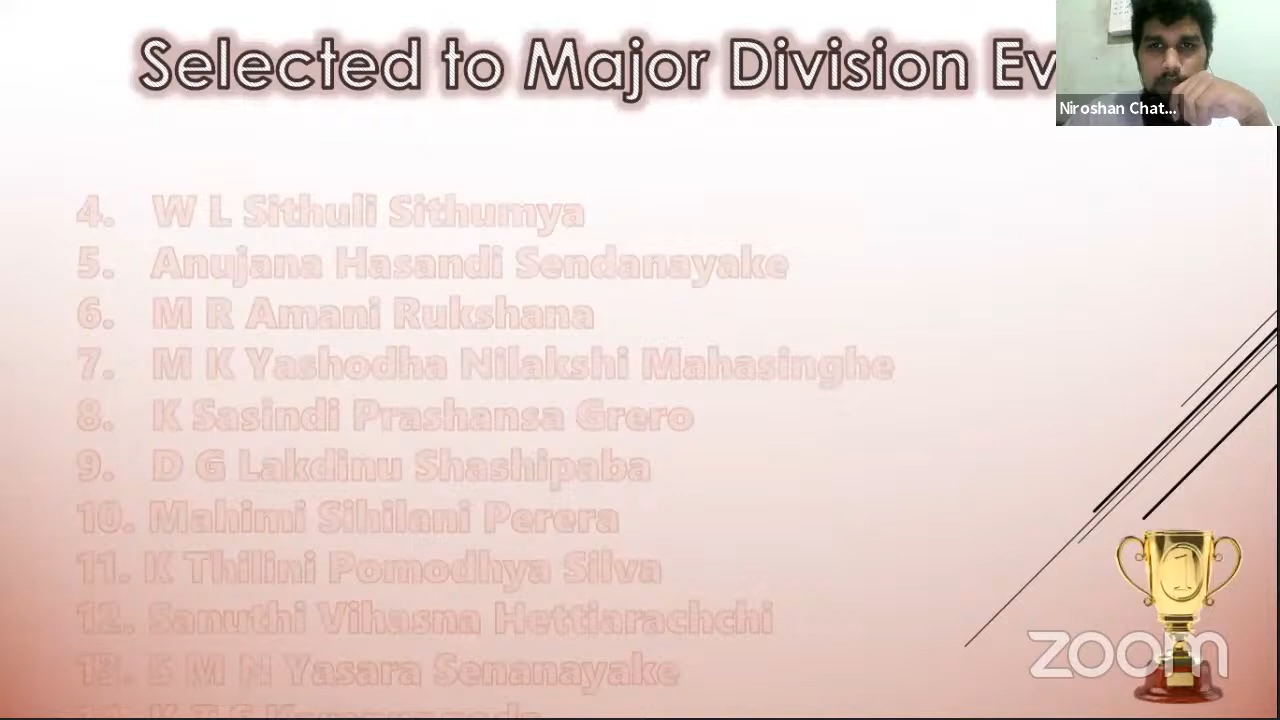 Selected to Major Division Ev
Niroshan Chat...
4. W L Sithuli Sithumya
5. Anujana Hasandi Sendanayake
6. M R Amani Rukshana
7. M K Yashodha Nilakshi Mahasinghe
8. K Sasindi Prashansa Grero
9. D G Lakdinu Shashipaba
10. Mahimi Sihilani Perera
11. K Thilini Pomodhya Silva
12. Sanuthi Vihasna Hettiarachchi
13. S M N Yasara Senanayake
1
zoom